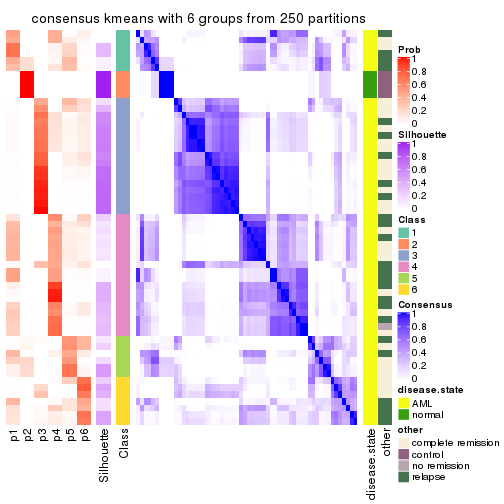 consensus kmeans with 6 groups from 250 partitions
Prob
1
0.8
0.6
0.4
0.2
0
Silhouette
1
0.8
0.6
0.4
0.2
0
Class
1
2
3
4
5
6
Consensus
1
0.8
0.6
0.4
0.2
0
disease.state
AML
normal
other
complete remission
control
no remission
relapse
p1
p2
p3
p4
p5
p6
Silhouette
Class
disease.state
other